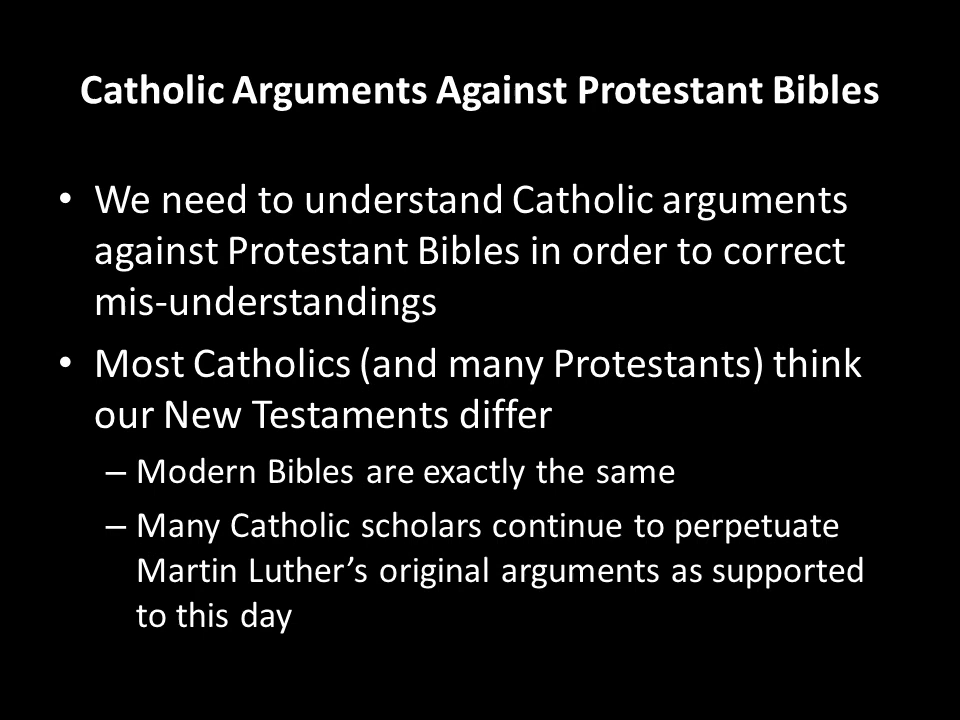 Catholic Arguments Against Protestant Bibles
• We need to understand Catholic arguments
against Protestant Bibles in order to correct
mis-understandings
• Most Catholics (and many Protestants) think
our New Testaments differ
– Modern Bibles are exactly the same
– Many Catholic scholars continue to perpetuate
Martin Luther’s original arguments as supported
to this day